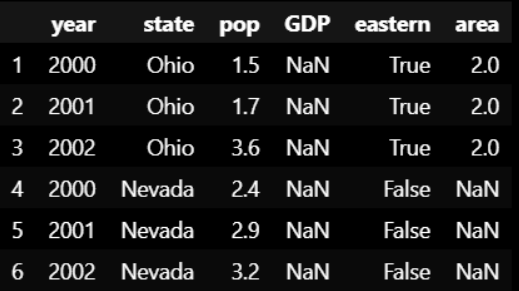 year state pop GDP eastern area
1 2000 Ohio 1.5 NaN True 2.0
2 2001 Ohio 1.7 NaN True 2.0
3 2002 Ohio 3.6 NaN True 2.0
4 2000 Nevada 2.4 NaN False NaN
5 2001 Nevada 2.9 NaN False NaN
6 2002 Nevada 3.2 NaN False NaN